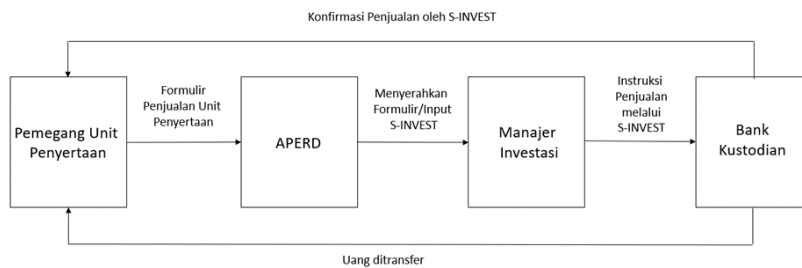 Konfirmasi Penjualan oleh S-INVEST
Pemegang Unit
Penyertaan
Formulir
Penjualan Unit
Penyertaan
APERD
Menyerahkan
Formulir/Input
S-INVEST
Manajer
Investasi
Instruksi
Penjualan
melalui
S-INVEST
Bank
Kustodian
Uang ditransfer